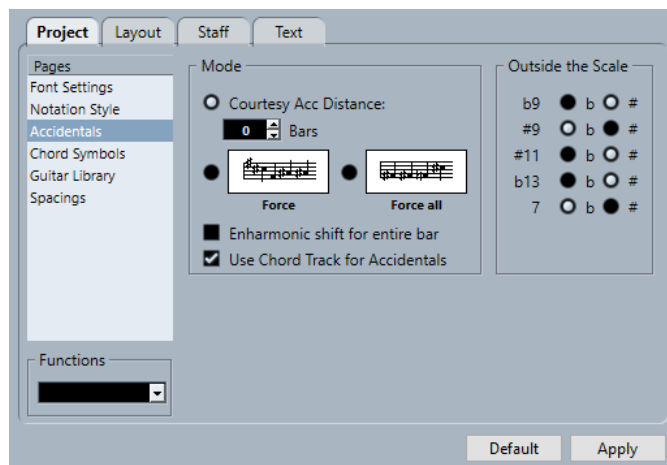 Project Layout Staff Text
Pages
Font Settings
Notation Style
Accidentals
Chord Symbols
Guitar Library
Spacings
Functions
Mode
Courtesy Acc Distance:
0 Bars
Force Force all
Enharmonic shift for entire bar
Use Chord Track for Accidentals
Outside the Scale
b9 b #
#9 b #
#11 b #
b13 b #
7 b #
Default Apply